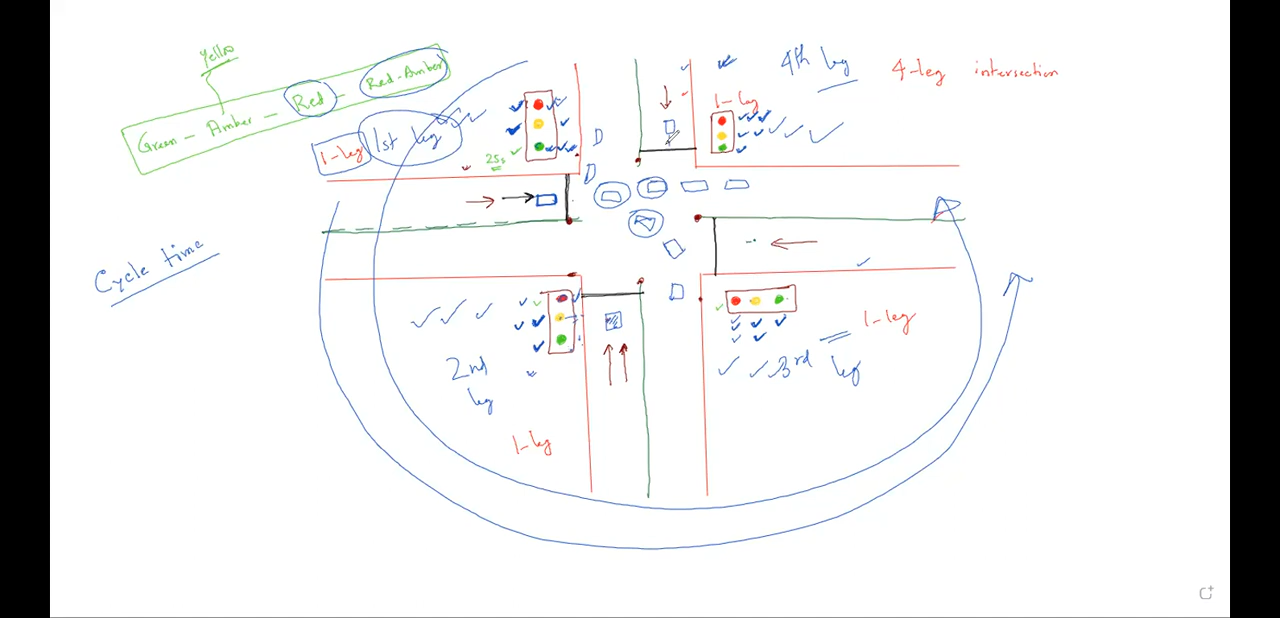 Yellow
Green - Amber - Red - Red-Amber
1-leg 1st leg
25s
1-leg
4th leg
4-leg intersection
D
D
Cycle time
2nd
leg
1-leg
3rd leg
1-leg